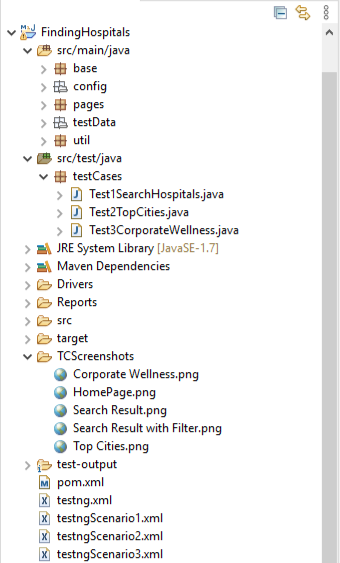 FindingHospitals
src/main/java
base
config
pages
testData
util
src/test/java
testCases
Test1SearchHospitals.java
Test2TopCities.java
Test3CorporateWellness.java
JRE System Library [JavaSE-1.7]
Maven Dependencies
Drivers
Reports
src
target
TCScreenshots
Corporate Wellness.png
HomePage.png
Search Result.png
Search Result with Filter.png
Top Cities.png
test-output
pom.xml
testng.xml
testngScenario1.xml
testngScenario2.xml
testngScenario3.xml